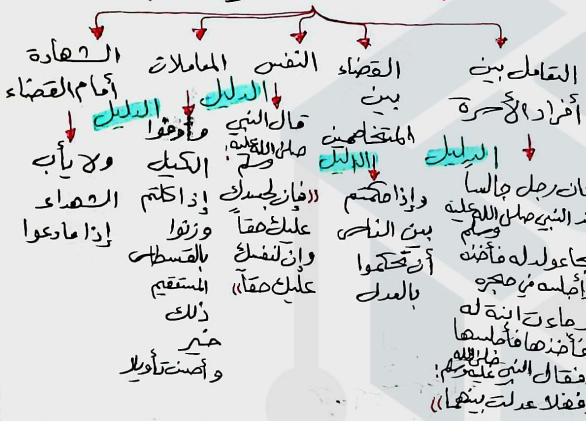 التعامل بين
أفراد الأسرة
الدليل
كان رجل جالساً
النبي صلى الله عليه
وسلم
ولد له فأخذه
فأجلسه في حجره
جاءت ابنة له
فأخذها فأجلسها
فقال النبي صلى الله عليه وسلم:
فهلا عدلت بينهما))
القضاء
بين
المتخاصمين
الدليل
وإذا حكمتم
بين الناس
أن تحكموا
بالعدل
النفس
الدليل
قال النبي
صلى الله عليه
وسلم:
((فإن لجسدك
عليك حقاً
وإن لنفسك
عليك حقاً))
المعاملات
الدليل
وأوفوا
الكيل
إذا كلتم
وزنوا
بالقسطاس
المستقيم
ذلك
خير
وأحسن تأويلا
الشهادة
أمام القضاء
ولا يأب
الشهداء
إذا ما دعوا